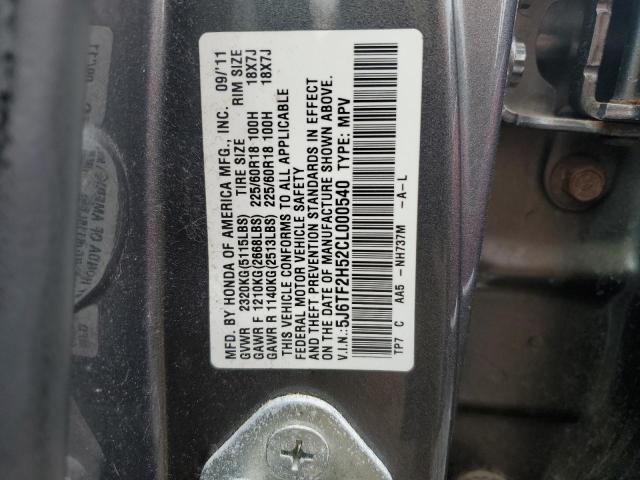 MFD. BY HONDA OF AMERICA MFG., INC. 09/'11
TIRE SIZE RIM SIZE
GVWR 2320KG(5115LBS)
GAWR F 1210KG(2668LBS) 225/60R18 100H 18X7J
GAWR R 1140KG(2513LBS) 225/60R18 100H 18X7J
THIS VEHICLE CONFORMS TO ALL APPLICABLE
FEDERAL MOTOR VEHICLE SAFETY
AND THEFT PREVENTION STANDARDS IN EFFECT
ON THE DATE OF MANUFACTURE SHOWN ABOVE.
V.I.N.:5J6TF2H52CL000540 TYPE: MPV
TP7 C AA5 -NH737M -A-L